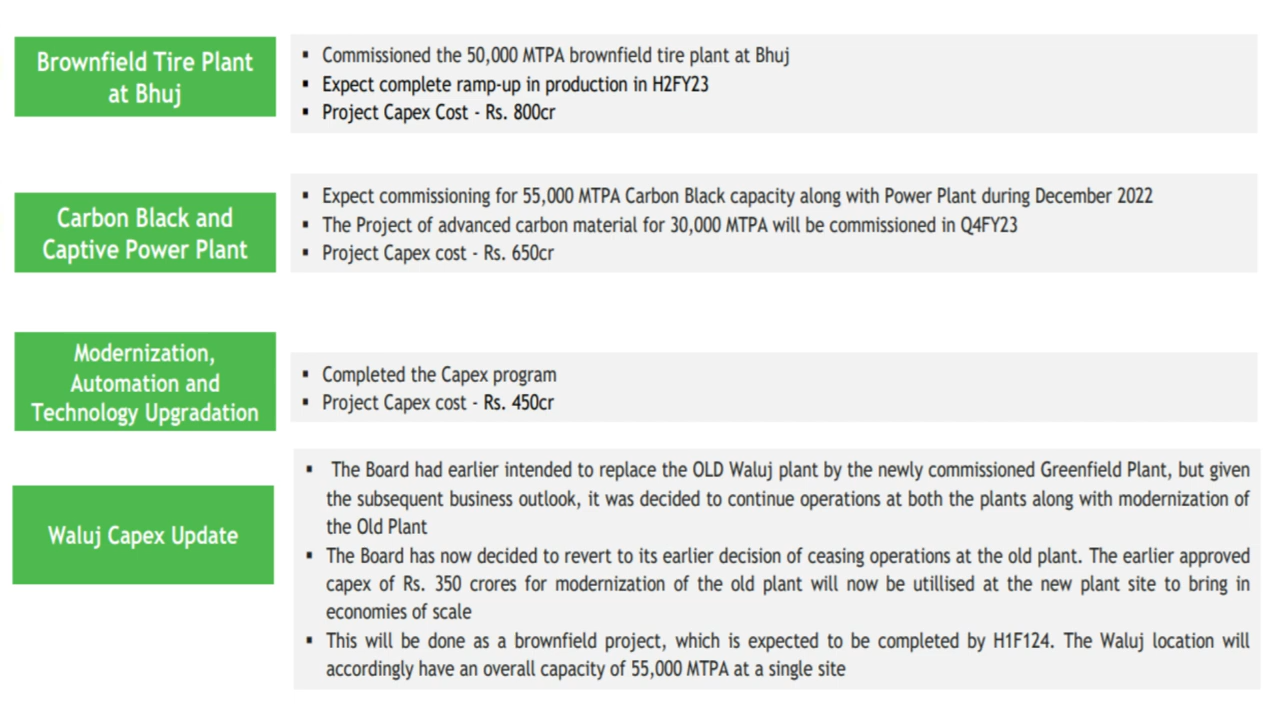 Brownfield Tire Plant
at Bhuj
▪ Commissioned the 50,000 MTPA brownfield tire plant at Bhuj
▪ Expect complete ramp-up in production in H2FY23
▪ Project Capex Cost - Rs. 800cr
Carbon Black and
Captive Power Plant
▪ Expect commissioning for 55,000 MTPA Carbon Black capacity along with Power Plant during December 2022
▪ The Project of advanced carbon material for 30,000 MTPA will be commissioned in Q4FY23
▪ Project Capex cost - Rs. 650cr
Modernization,
Automation and
Technology Upgradation
▪ Completed the Capex program
▪ Project Capex cost - Rs. 450cr
Waluj Capex Update
▪ The Board had earlier intended to replace the OLD Waluj plant by the newly commissioned Greenfield Plant, but given
the subsequent business outlook, it was decided to continue operations at both the plants along with modernization of
the Old Plant
▪ The Board has now decided to revert to its earlier decision of ceasing operations at the old plant. The earlier approved
capex of Rs. 350 crores for modernization of the old plant will now be utillised at the new plant site to bring in
economies of scale
▪ This will be done as a brownfield project, which is expected to be completed by H1F124. The Waluj location will
accordingly have an overall capacity of 55,000 MTPA at a single site